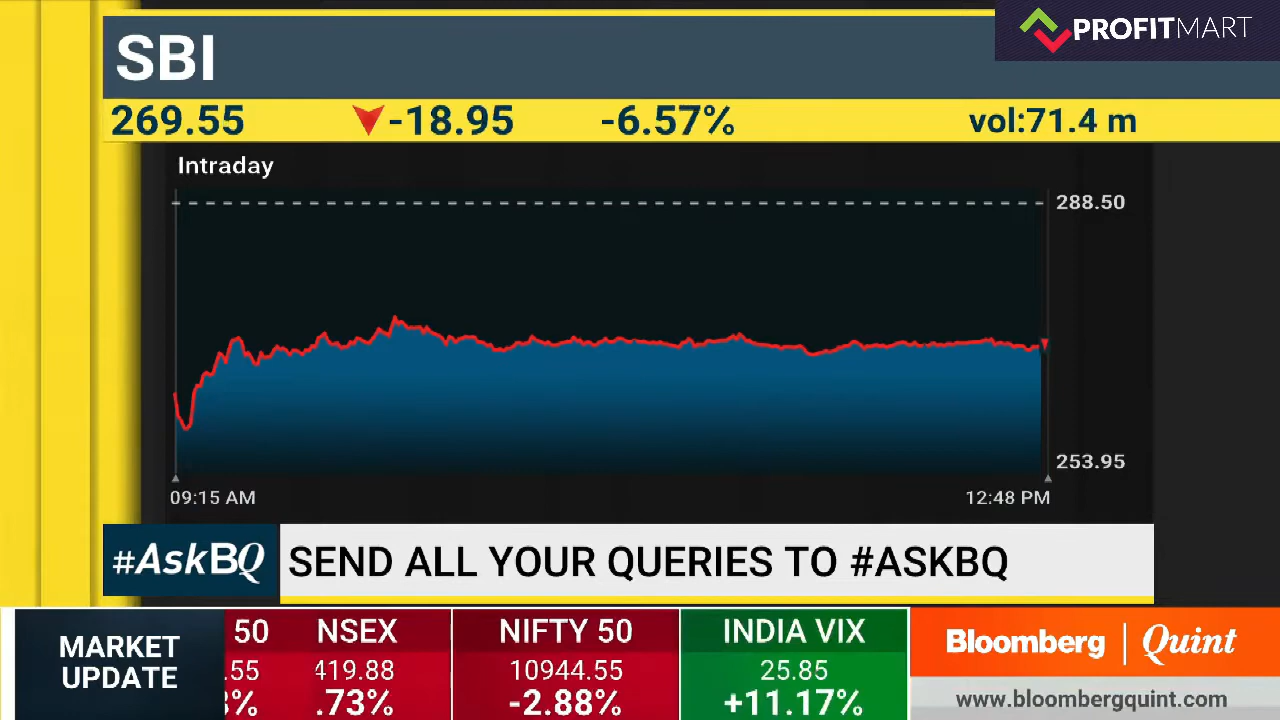 PROFITMART
SBI
269.55 -18.95 -6.57% vol:71.4 m
Intraday
288.50
253.95
09:15 AM 12:48 PM
#AskBQ SEND ALL YOUR QUERIES TO #ASKBQ
MARKET UPDATE
50 NSEX NIFTY 50 INDIA VIX
.55 419.88 10944.55 25.85
% .73% -2.88% +11.17%
Bloomberg | Quint
www.bloombergquint.com